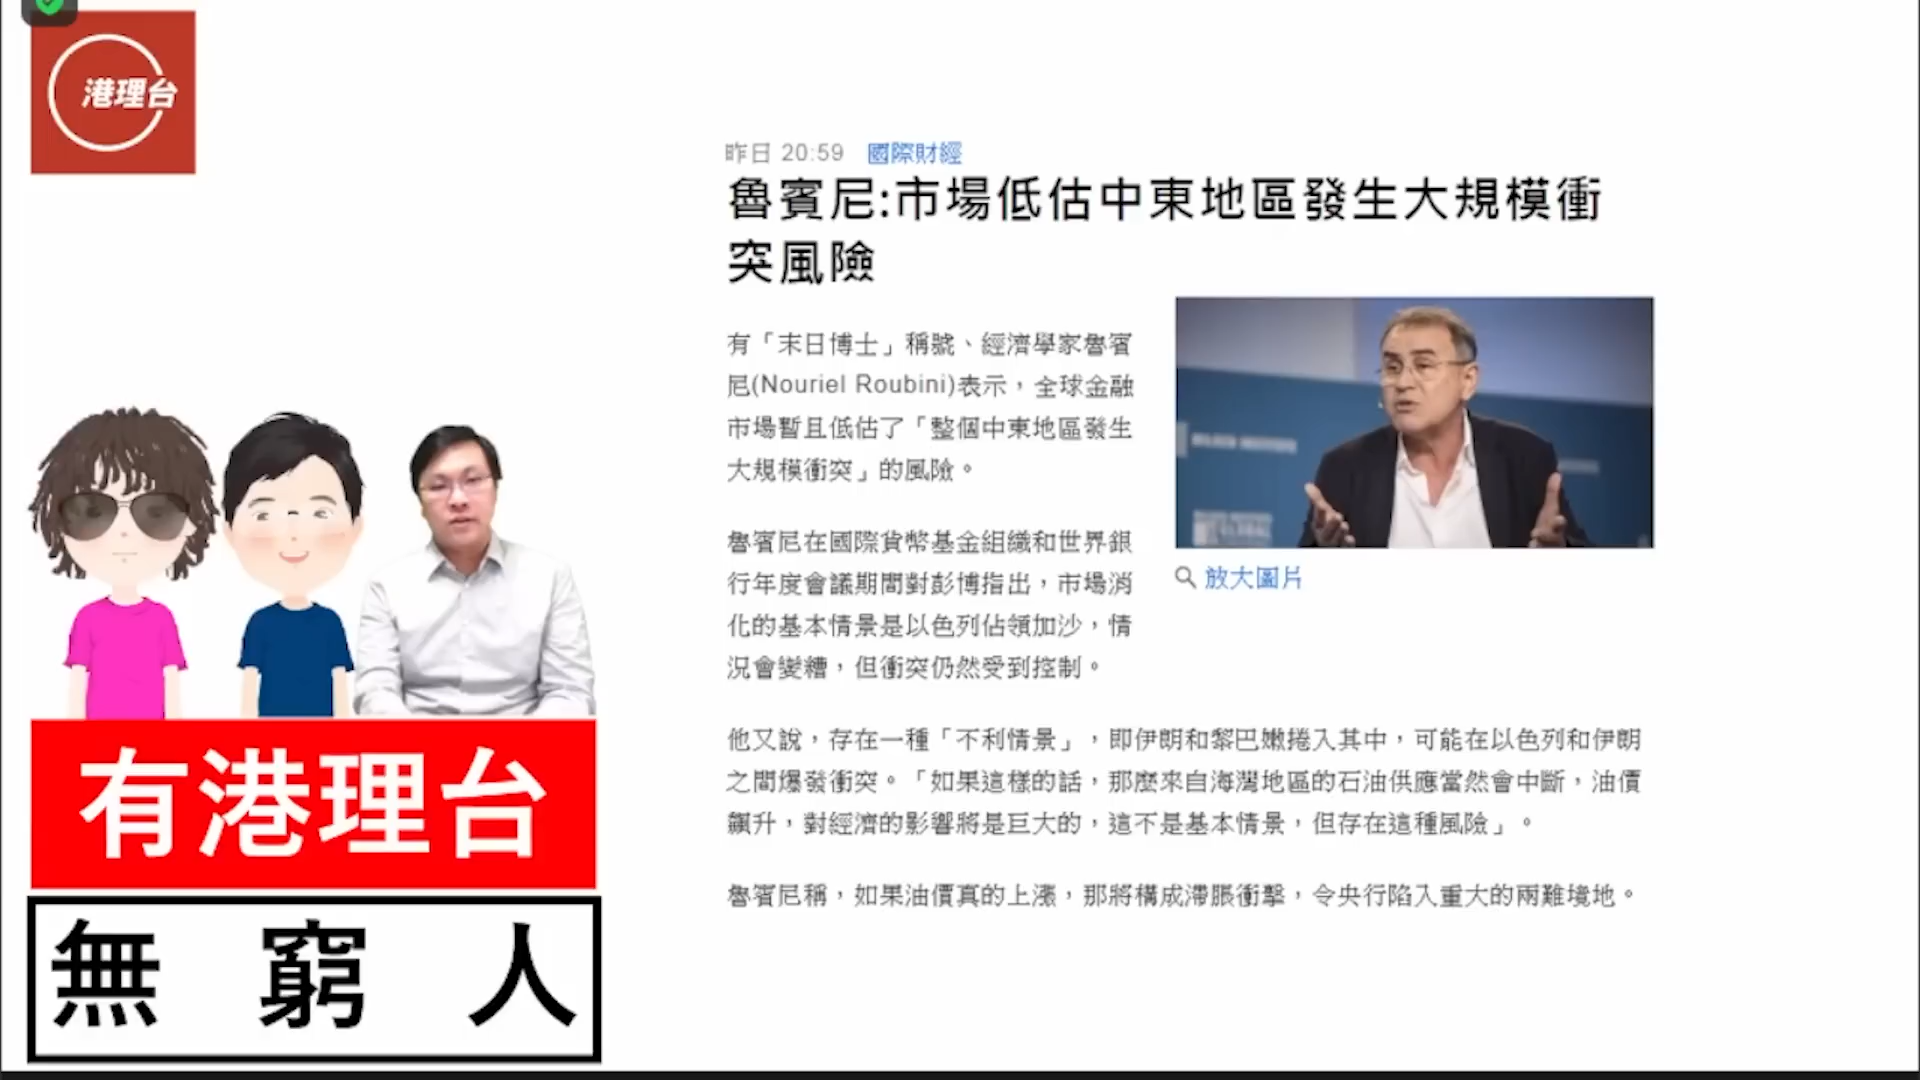 港理台
昨日 20:59 國際財經
魯賓尼:市場低估中東地區發生大規模衝
突風險
有「末日博士」稱號、經濟學家魯賓
尼(Nouriel Roubini)表示，全球金融
市場暫且低估了「整個中東地區發生
大規模衝突」的風險。
放大圖片
魯賓尼在國際貨幣基金組織和世界銀
行年度會議期間對彭博指出，市場消
化的基本情景是以色列佔領加沙，情
況會變糟，但衝突仍然受到控制。
他又說，存在一種「不利情景」，即伊朗和黎巴嫩捲入其中，可能在以色列和伊朗
之間爆發衝突。「如果這樣的話，那麼來自海灣地區的石油供應當然會中斷，油價
飆升，對經濟的影響將是巨大的，這不是基本情景，但存在這種風險」。
魯賓尼稱，如果油價真的上漲，那將構成滯脹衝擊，令央行陷入重大的兩難境地。
有港理台
無窮人